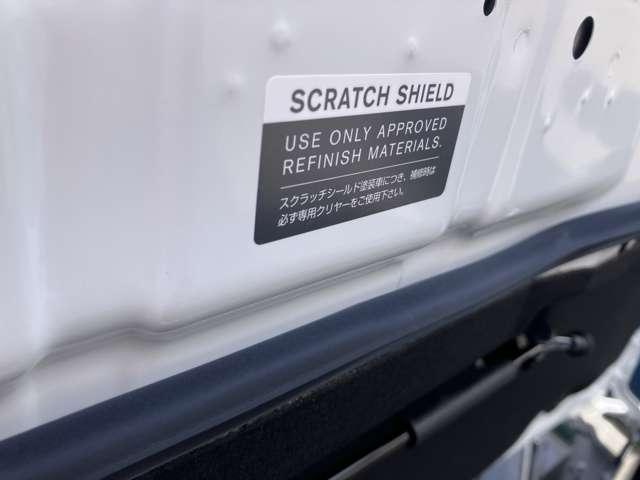 SCRATCH SHIELD
USE ONLY APPROVED
REFINISH MATERIALS.
スクラッチシールド塗装車につき、補修時は
必ず専用クリヤーをご使用下さい。